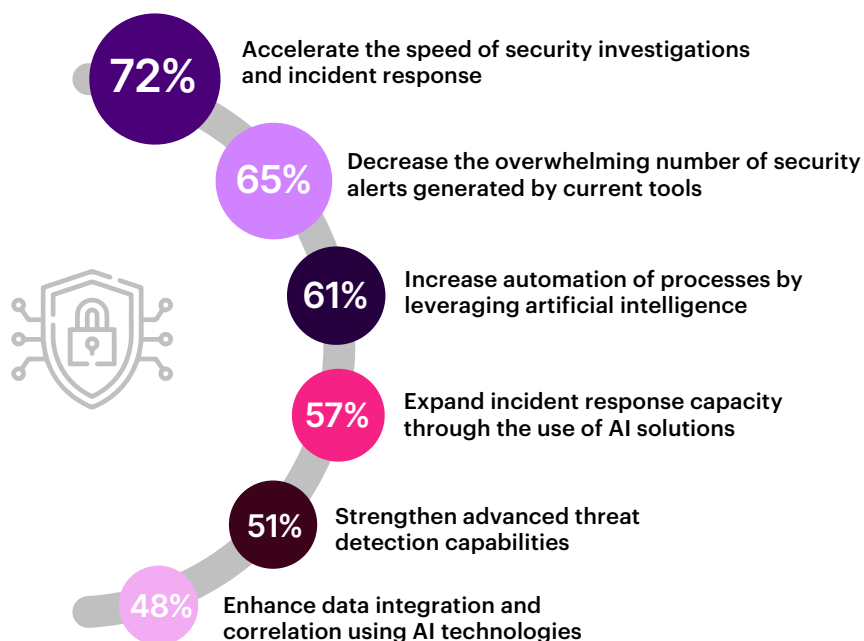 72%
Accelerate the speed of security investigations
and incident response
65%
Decrease the overwhelming number of security
alerts generated by current tools
61%
Increase automation of processes by
leveraging artificial intelligence
57%
Expand incident response capacity
through the use of AI solutions
51%
Strengthen advanced threat
detection capabilities
48%
Enhance data integration and
correlation using AI technologies